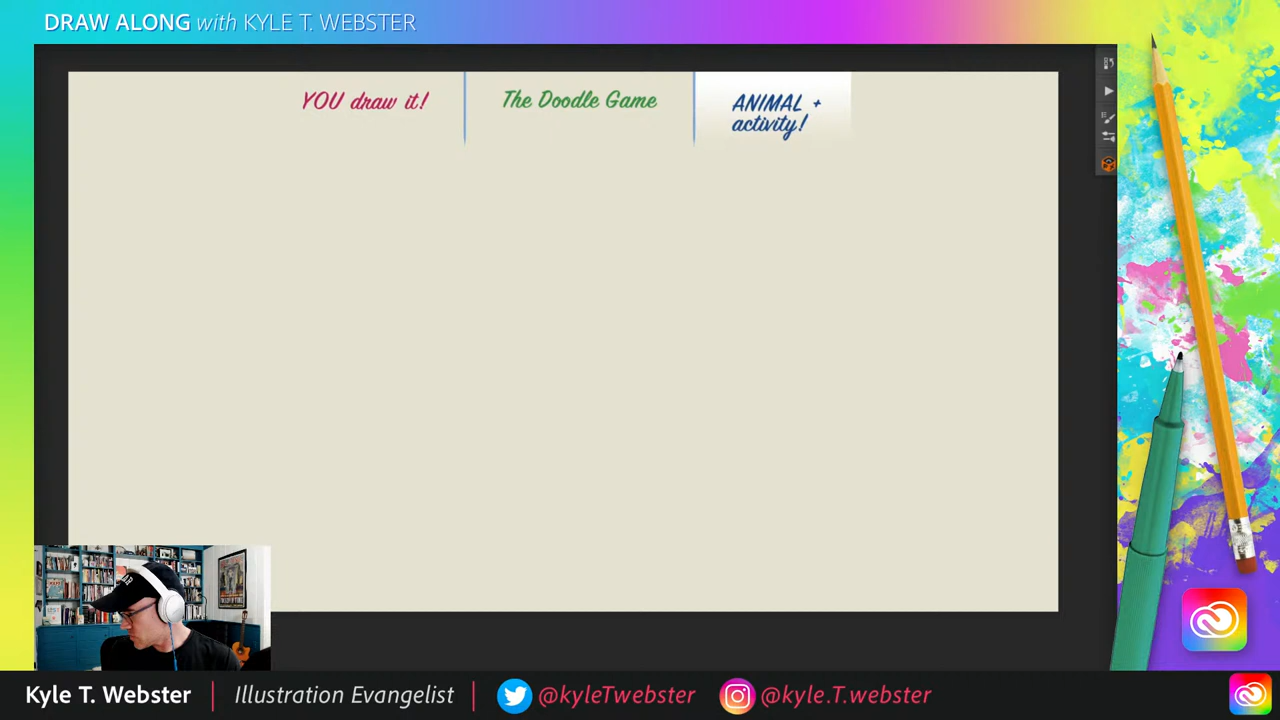 DRAW ALONG with KYLE T. WEBSTER
YOU draw it!
The Doodle Game
ANIMAL +
activity!
Kyle T. Webster | Illustration Evangelist | @kyleTwebster @kyle.T.webster